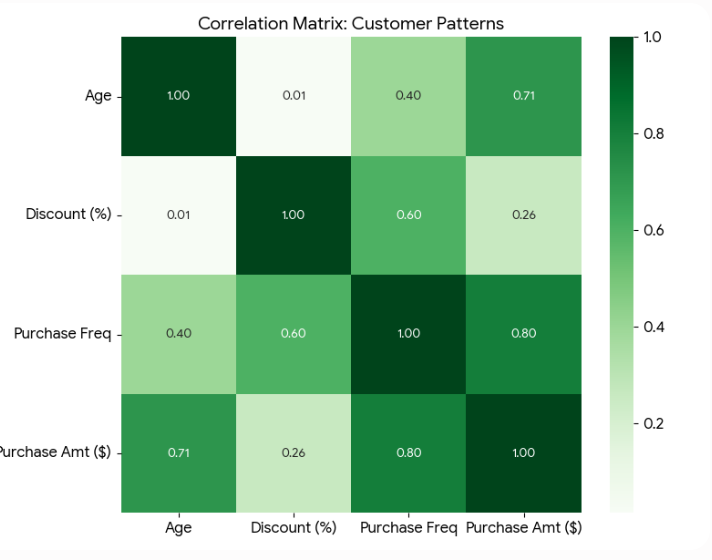 Correlation Matrix: Customer Patterns
Age 1.00 0.01 0.40 0.71
Discount (%) 0.01 1.00 0.60 0.26
Purchase Freq 0.40 0.60 1.00 0.80
Purchase Amt ($) 0.71 0.26 0.80 1.00
Age Discount (%) Purchase Freq Purchase Amt ($)
1.0
0.8
0.6
0.4
0.2